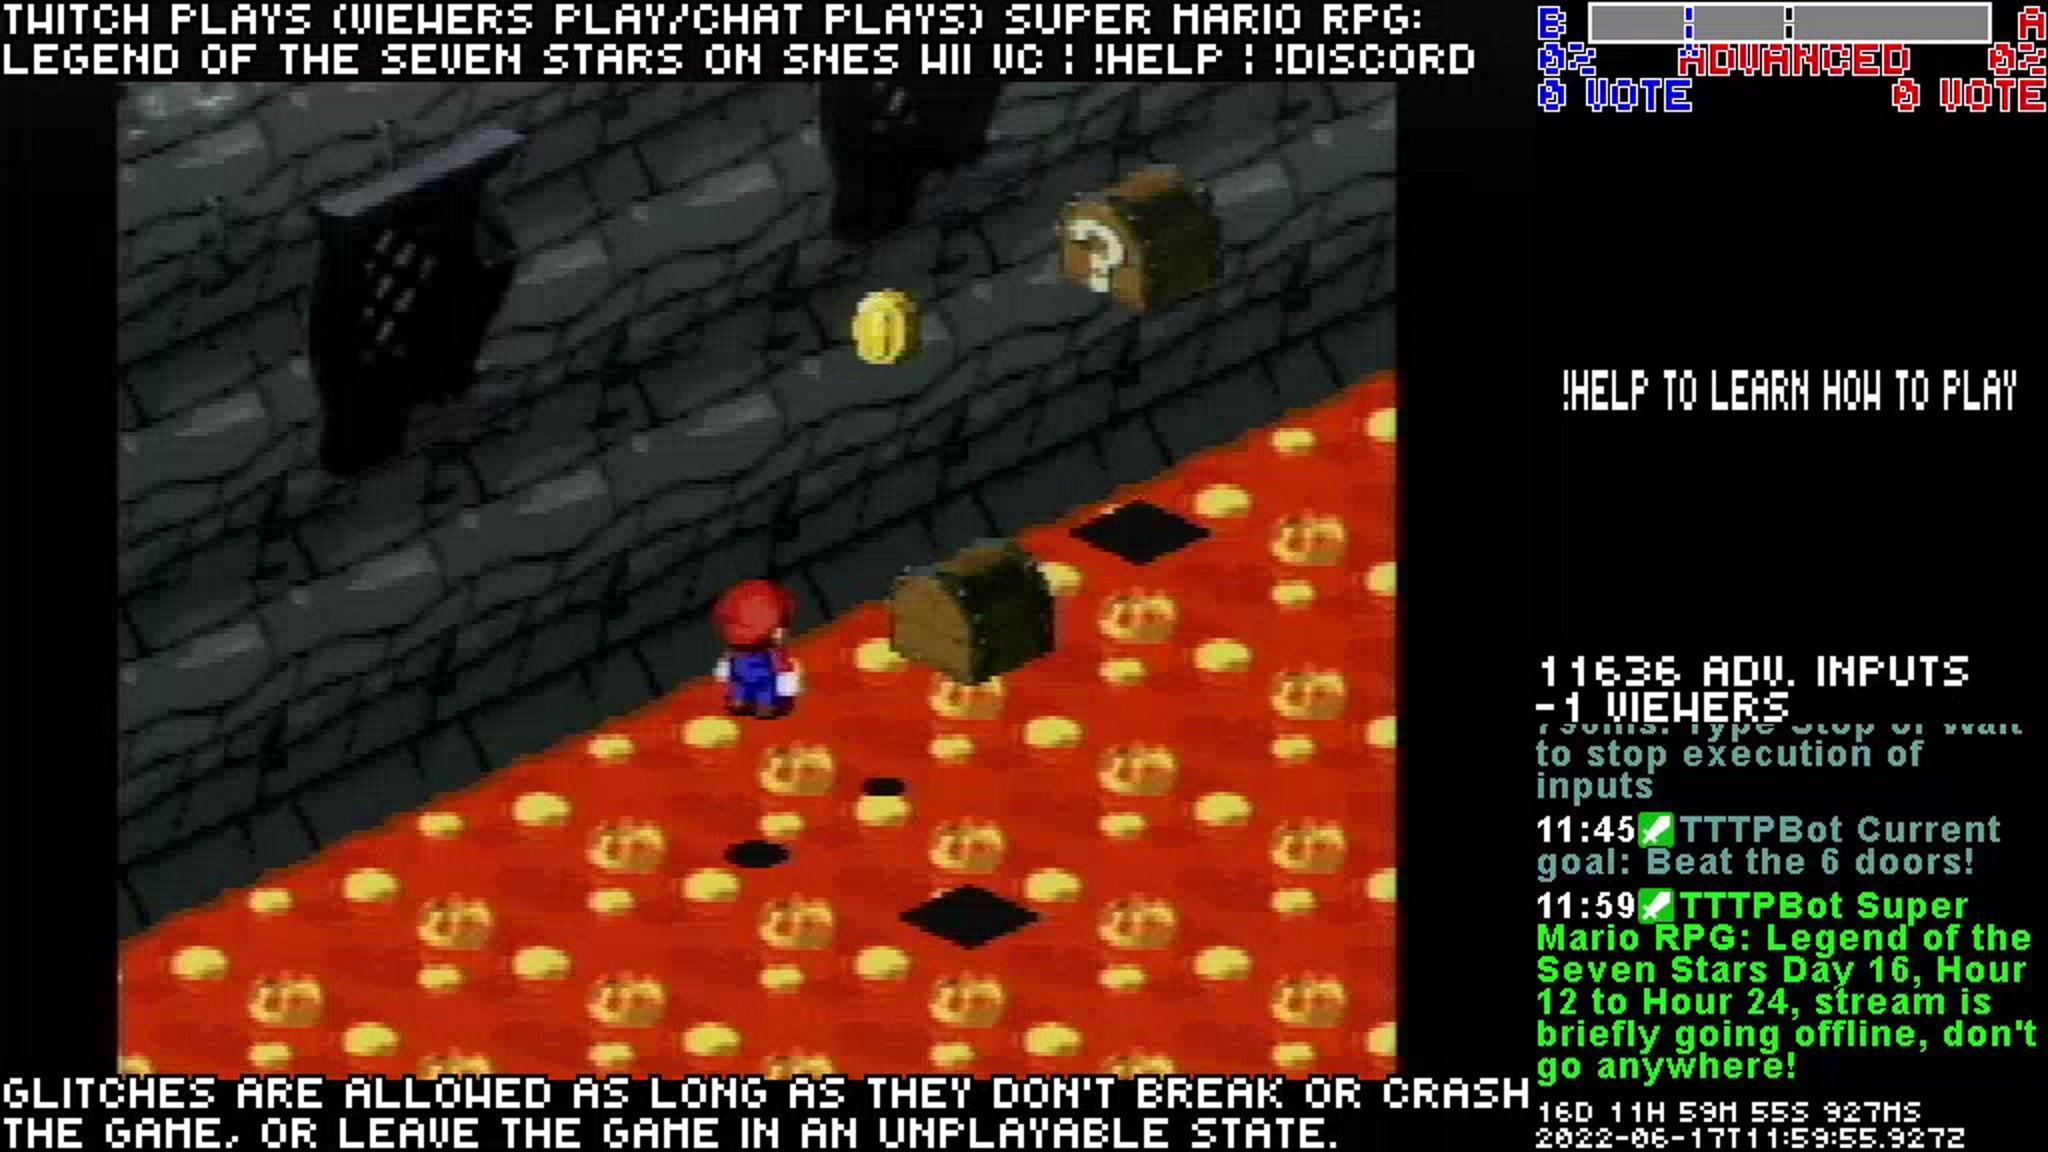 TWITCH PLAYS (VIEWERS PLAY/CHAT PLAYS) SUPER MARIO RPG:
LEGEND OF THE SEVEN STARS ON SNES WII VC ¦ !HELP ¦ !DISCORD
B A
0% ADVANCED 0%
0 VOTE 0 VOTE
?
!HELP TO LEARN HOW TO PLAY
11636 ADV. INPUTS
-1 VIEWERS
Type Stop or Wait
to stop execution of
inputs
11:45 TTTPBot Current
goal: Beat the 6 doors!
11:59 TTTPBot Super
Mario RPG: Legend of the
Seven Stars Day 16, Hour
12 to Hour 24, stream is
briefly going offline, don't
go anywhere!
GLITCHES ARE ALLOWED AS LONG AS THEY DON'T BREAK OR CRASH
THE GAME, OR LEAVE THE GAME IN AN UNPLAYABLE STATE.
16D 11H 59M 55S 927MS
2022-06-17T11:59:55.927Z